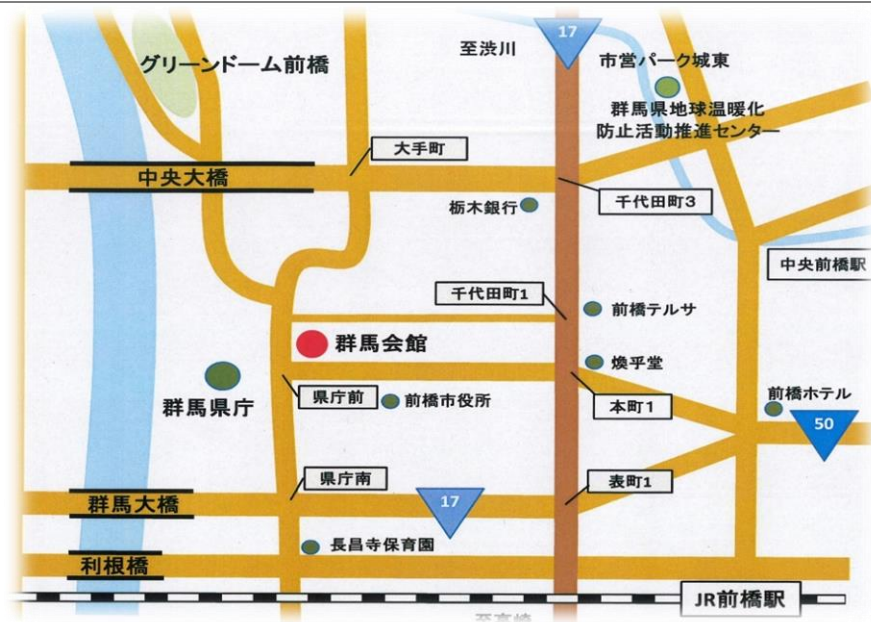 17
至渋川
市営パーク城東
グリーンドーム前橋
群馬県地球温暖化
防止活動推進センター
大手町
中央大橋
千代田町3
栃木銀行
中央前橋駅
千代田町1
前橋テルサ
群馬会館
煥乎堂
群馬県庁
県庁前
前橋市役所
本町1
前橋ホテル
50
県庁南
表町1
17
群馬大橋
長昌寺保育園
利根橋
JR前橋駅
至高崎